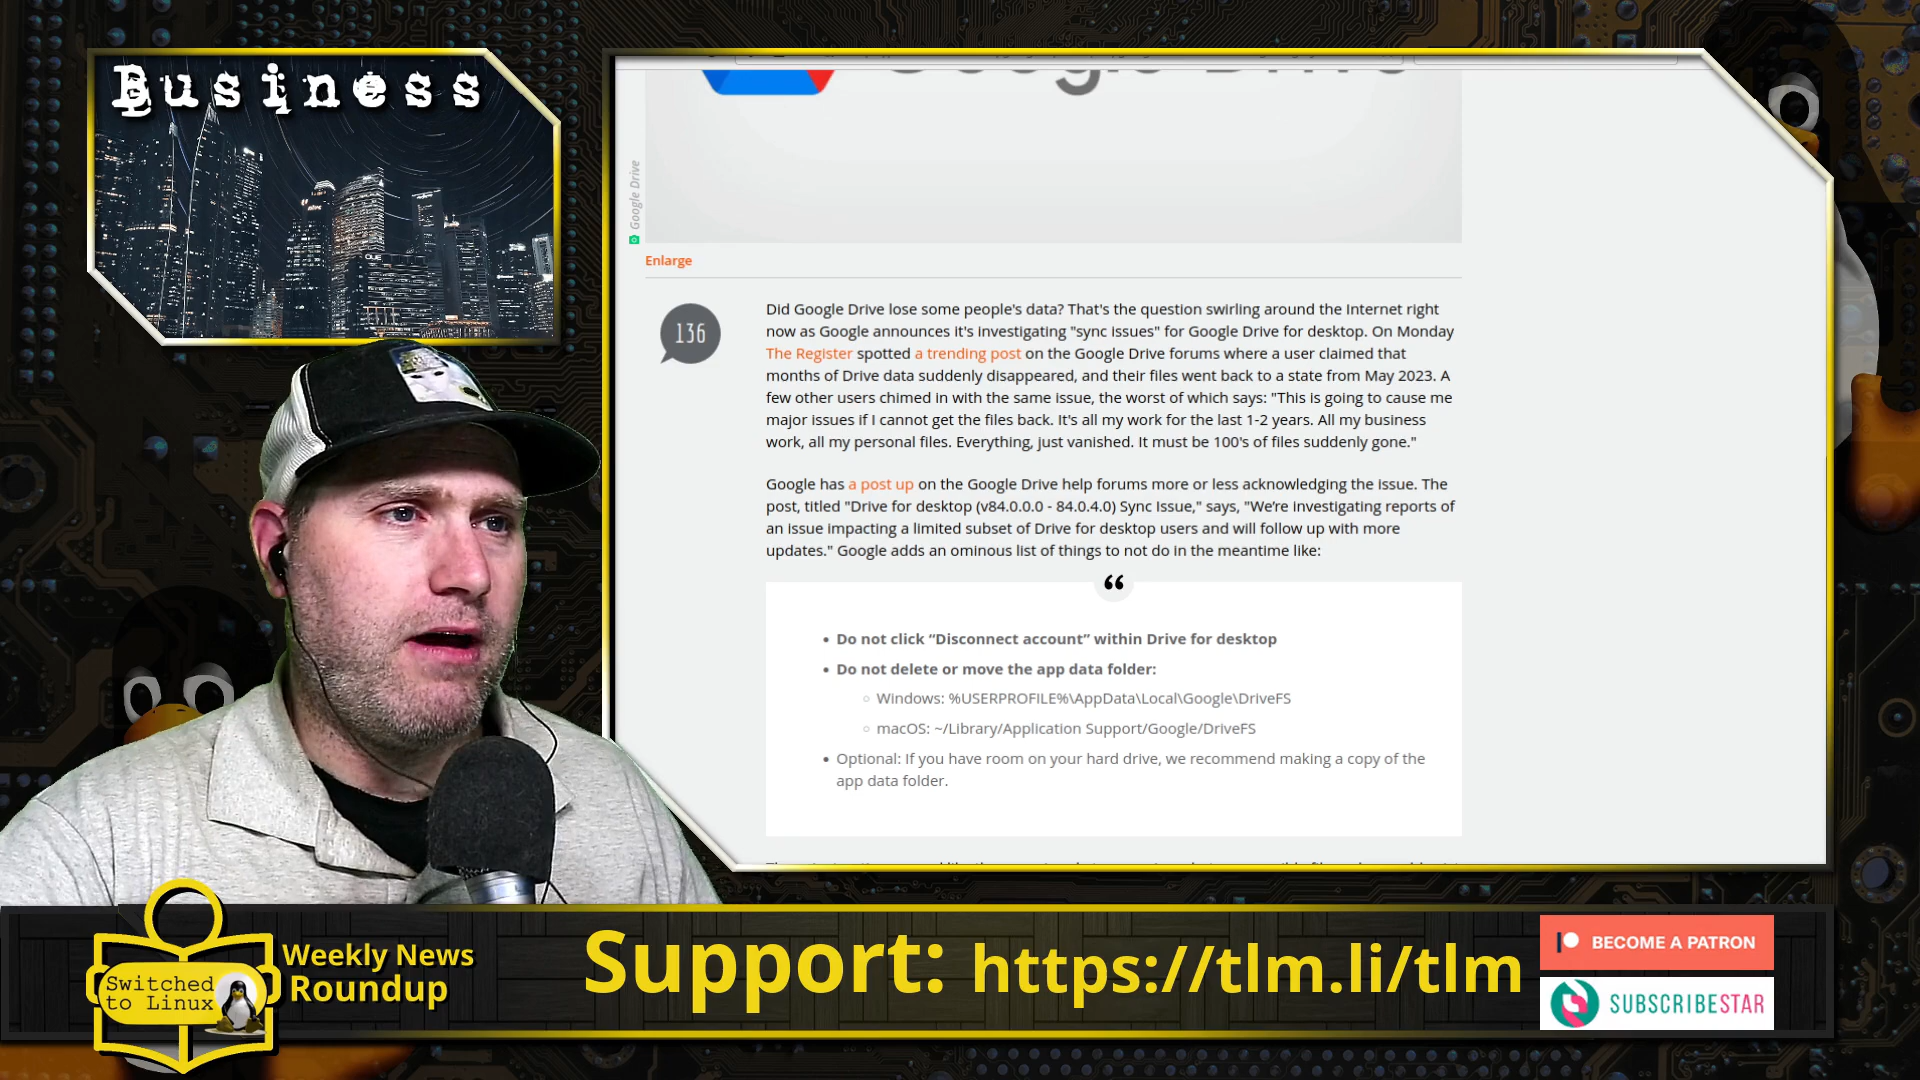 Business
Google Drive
Google Drive
Enlarge
136
Did Google Drive lose some people's data? That's the question swirling around the Internet right
now as Google announces it's investigating "sync issues" for Google Drive for desktop. On Monday
The Register spotted a trending post on the Google Drive forums where a user claimed that
months of Drive data suddenly disappeared, and their files went back to a state from May 2023. A
few other users chimed in with the same issue, the worst of which says: "This is going to cause me
major issues if I cannot get the files back. It's all my work for the last 1-2 years. All my business
work, all my personal files. Everything, just vanished. It must be 100's of files suddenly gone."
Google has a post up on the Google Drive help forums more or less acknowledging the issue. The
post, titled "Drive for desktop (v84.0.0.0 - 84.0.4.0) Sync Issue," says, "We're investigating reports of
an issue impacting a limited subset of Drive for desktop users and will follow up with more
updates." Google adds an ominous list of things to not do in the meantime like:
“
• Do not click “Disconnect account” within Drive for desktop
• Do not delete or move the app data folder:
◦ Windows: %USERPROFILE%\AppData\Local\Google\DriveFS
◦ macOS: ~/Library/Application Support/Google/DriveFS
• Optional: If you have room on your hard drive, we recommend making a copy of the
app data folder.
Switched
to Linux
Weekly News
Roundup
Support: https://tlm.li/tlm
BECOME A PATRON
SUBSCRIBESTAR